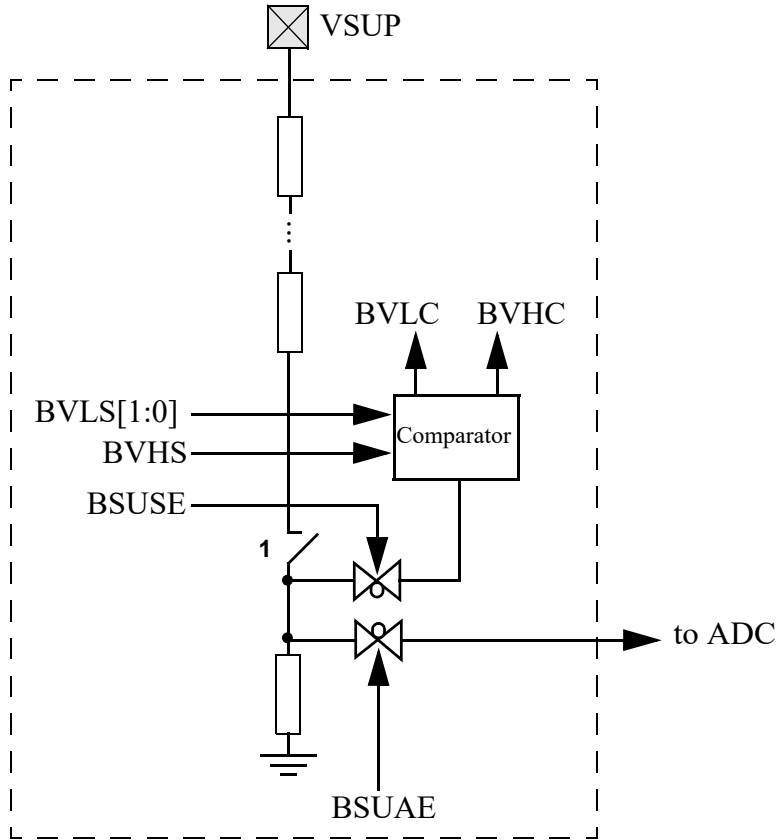 VSUP
BVLC
BVHC
BVLS[1:0]
Comparator
BVHS
BSUSE
1
to ADC
BSUAE